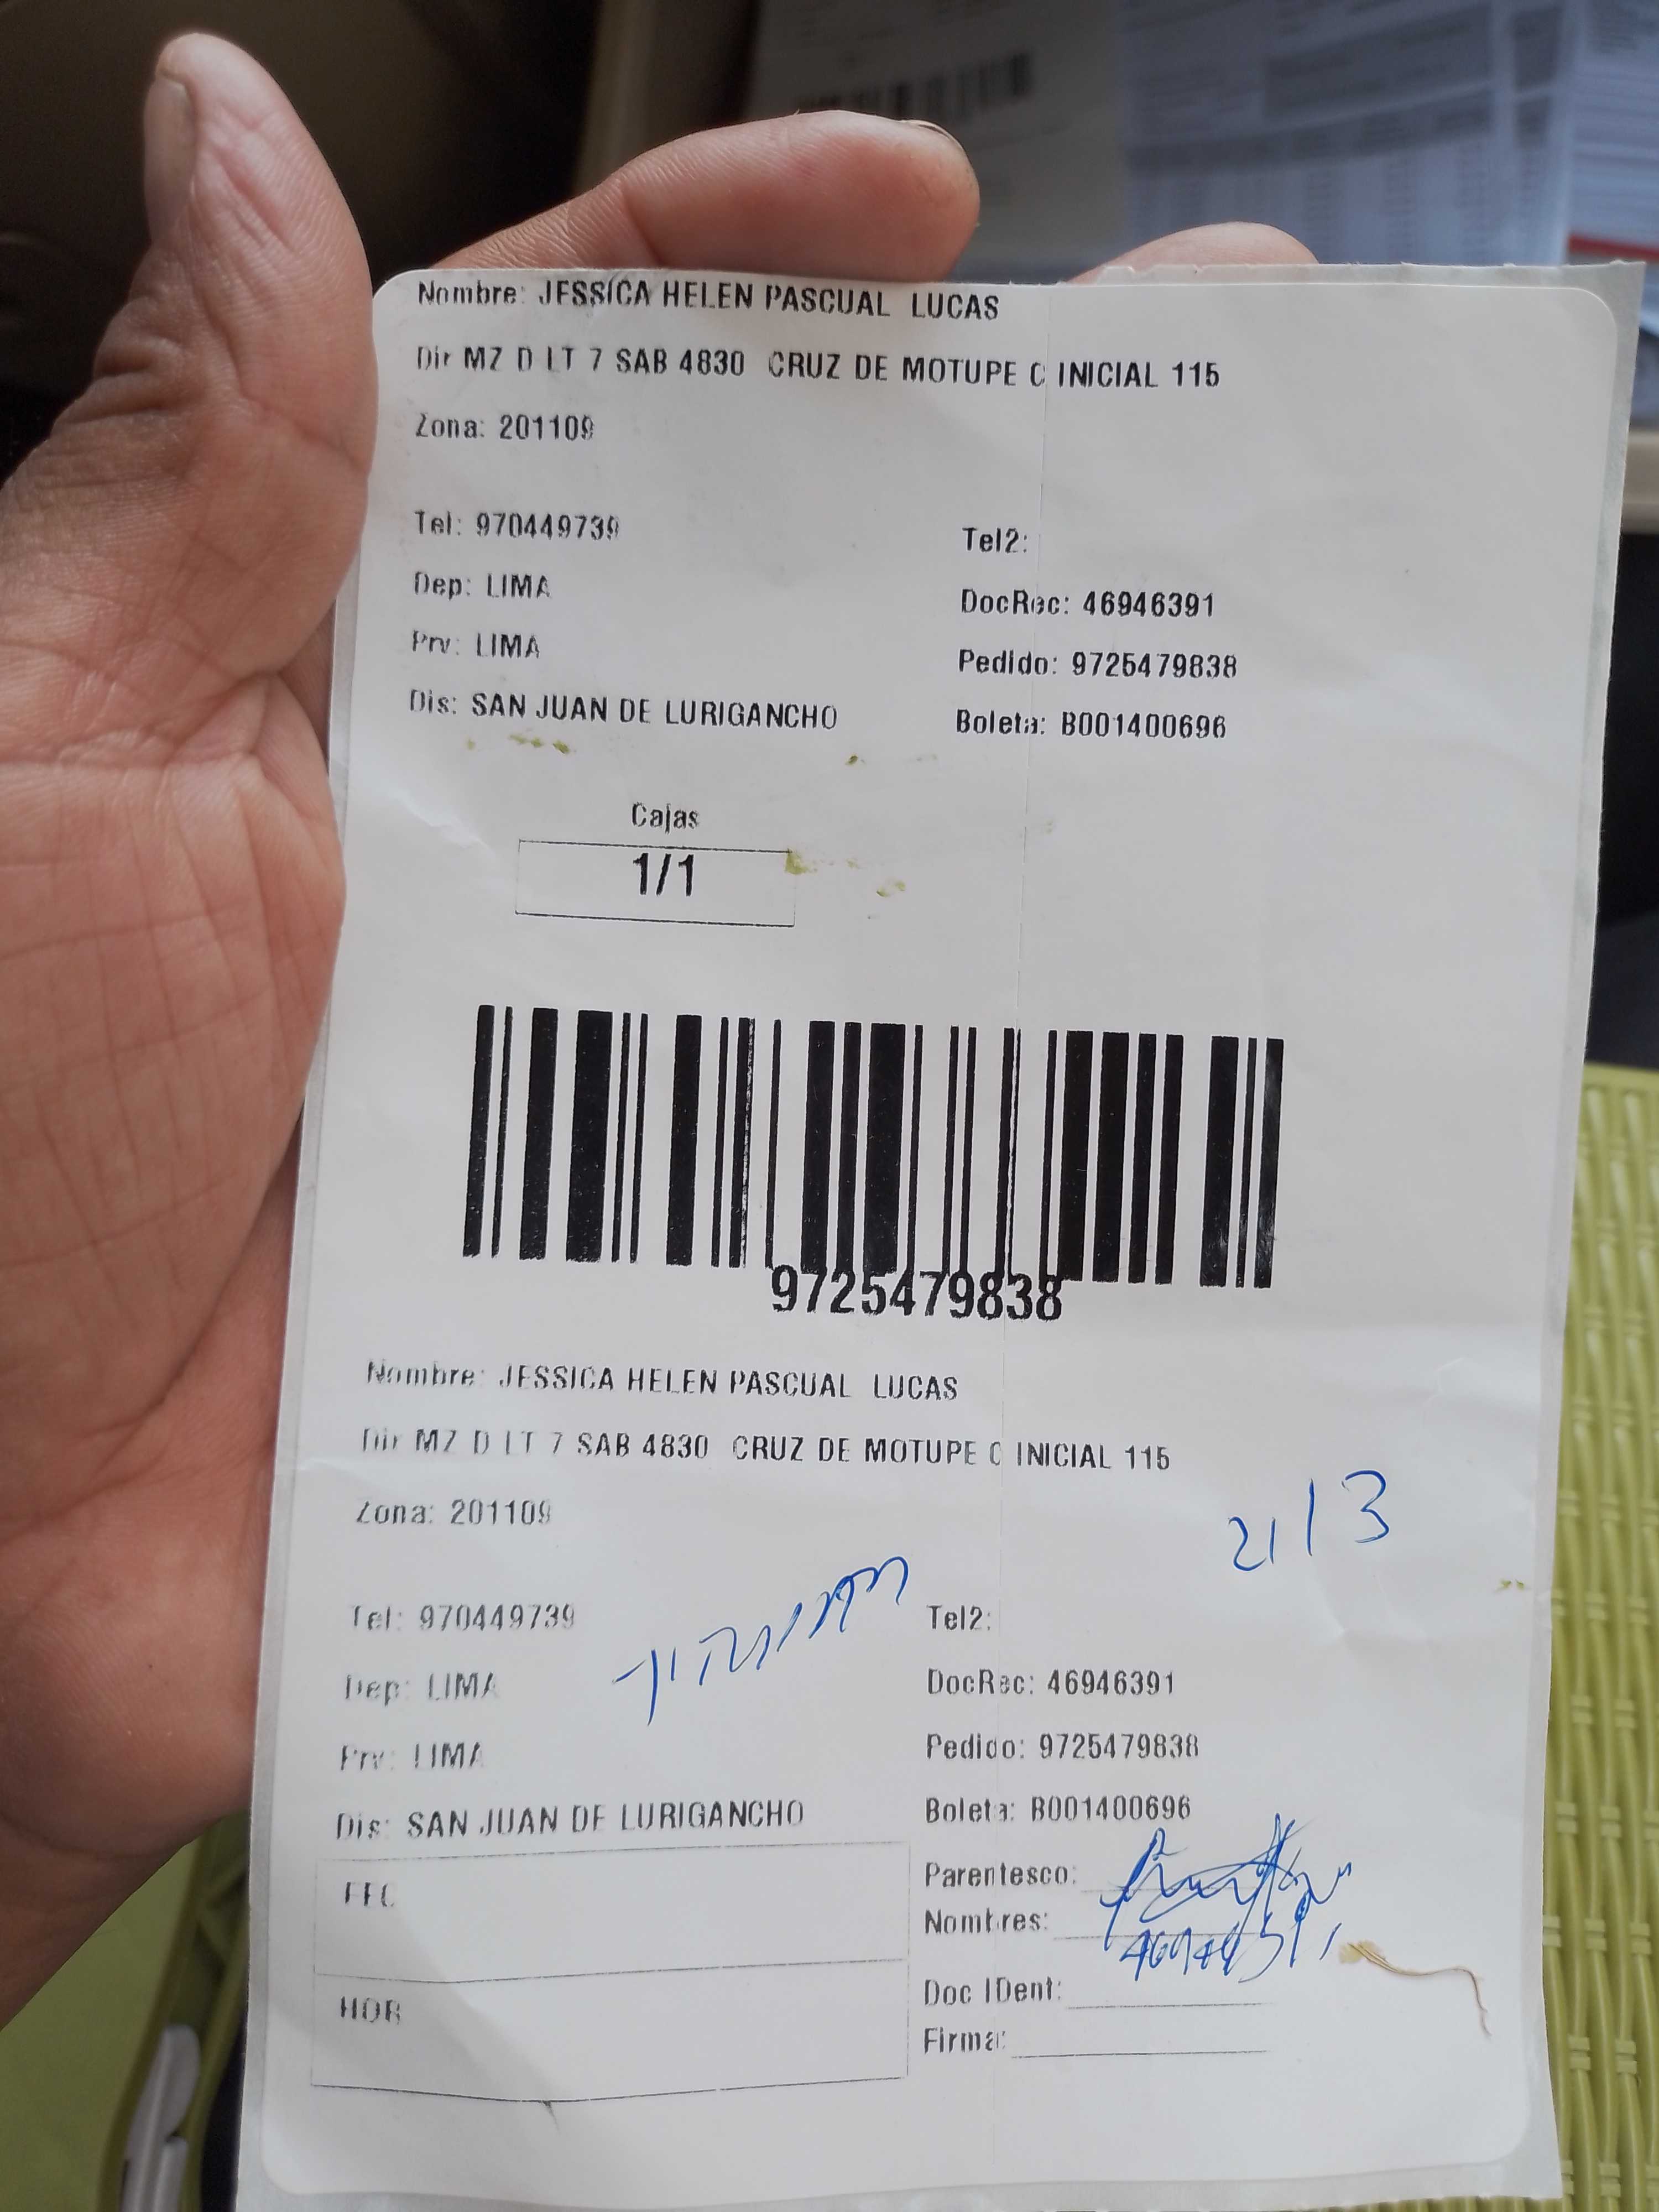 Nombre: JESSICA HELEN PASCUAL LUCAS
Dir MZ D LT 7 SAB 4830 CRUZ DE MOTUPE C INICIAL 115
Zona: 201109
Tel: 970449739
Tel2:
Dep: LIMA
DocRec: 46946391
Prv: LIMA
Pedido: 9725479838
Dis: SAN JUAN DE LURIGANCHO
Boleta: B001400696
Cajas
1/1
9725479838
Nombre: JESSICA HELEN PASCUAL LUCAS
Dir MZ D LT 7 SAB 4830 CRUZ DE MOTUPE C INICIAL 115
Zona: 201109
21/3
Tel: 970449739
Tel2:
Dep: LIMA
DocRec: 46946391
Prv: LIMA
Pedido: 9725479838
Dis: SAN JUAN DE LURIGANCHO
Boleta: B001400696
FEC
Parentesco:
Nombres:
HOR
Doc IDent:
Firma: